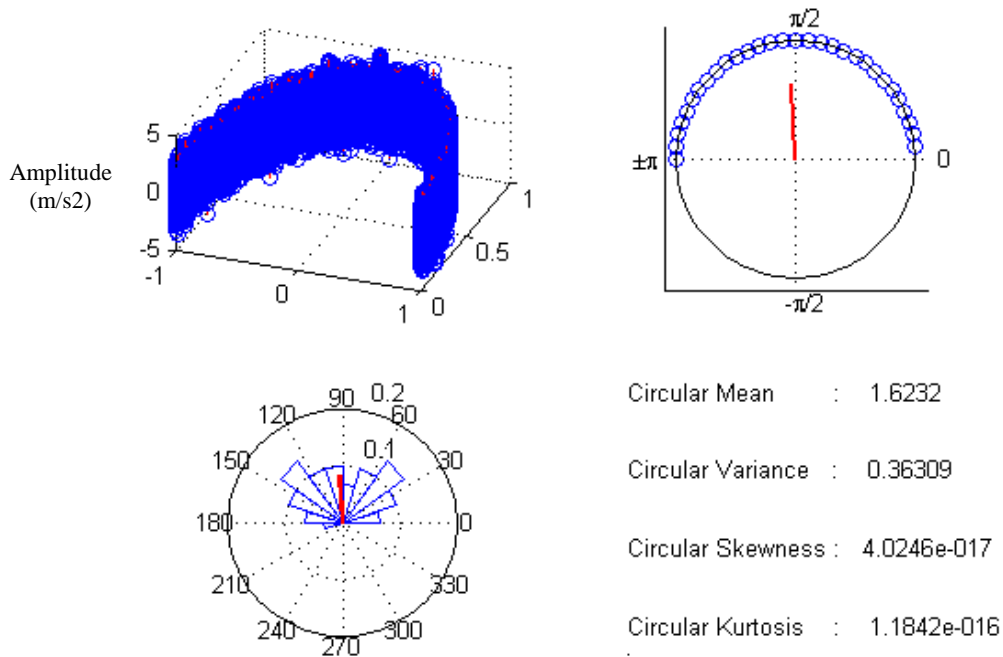 Amplitude
(m/s2)
5
0
-5
-1
0
1
0
0.5
1
π/2
±π
0
-π/2
90
0.2
120
60
0.1
150
30
180
0
210
330
240
300
270
Circular Mean : 1.6232
Circular Variance : 0.36309
Circular Skewness : 4.0246e-017
Circular Kurtosis : 1.1842e-016